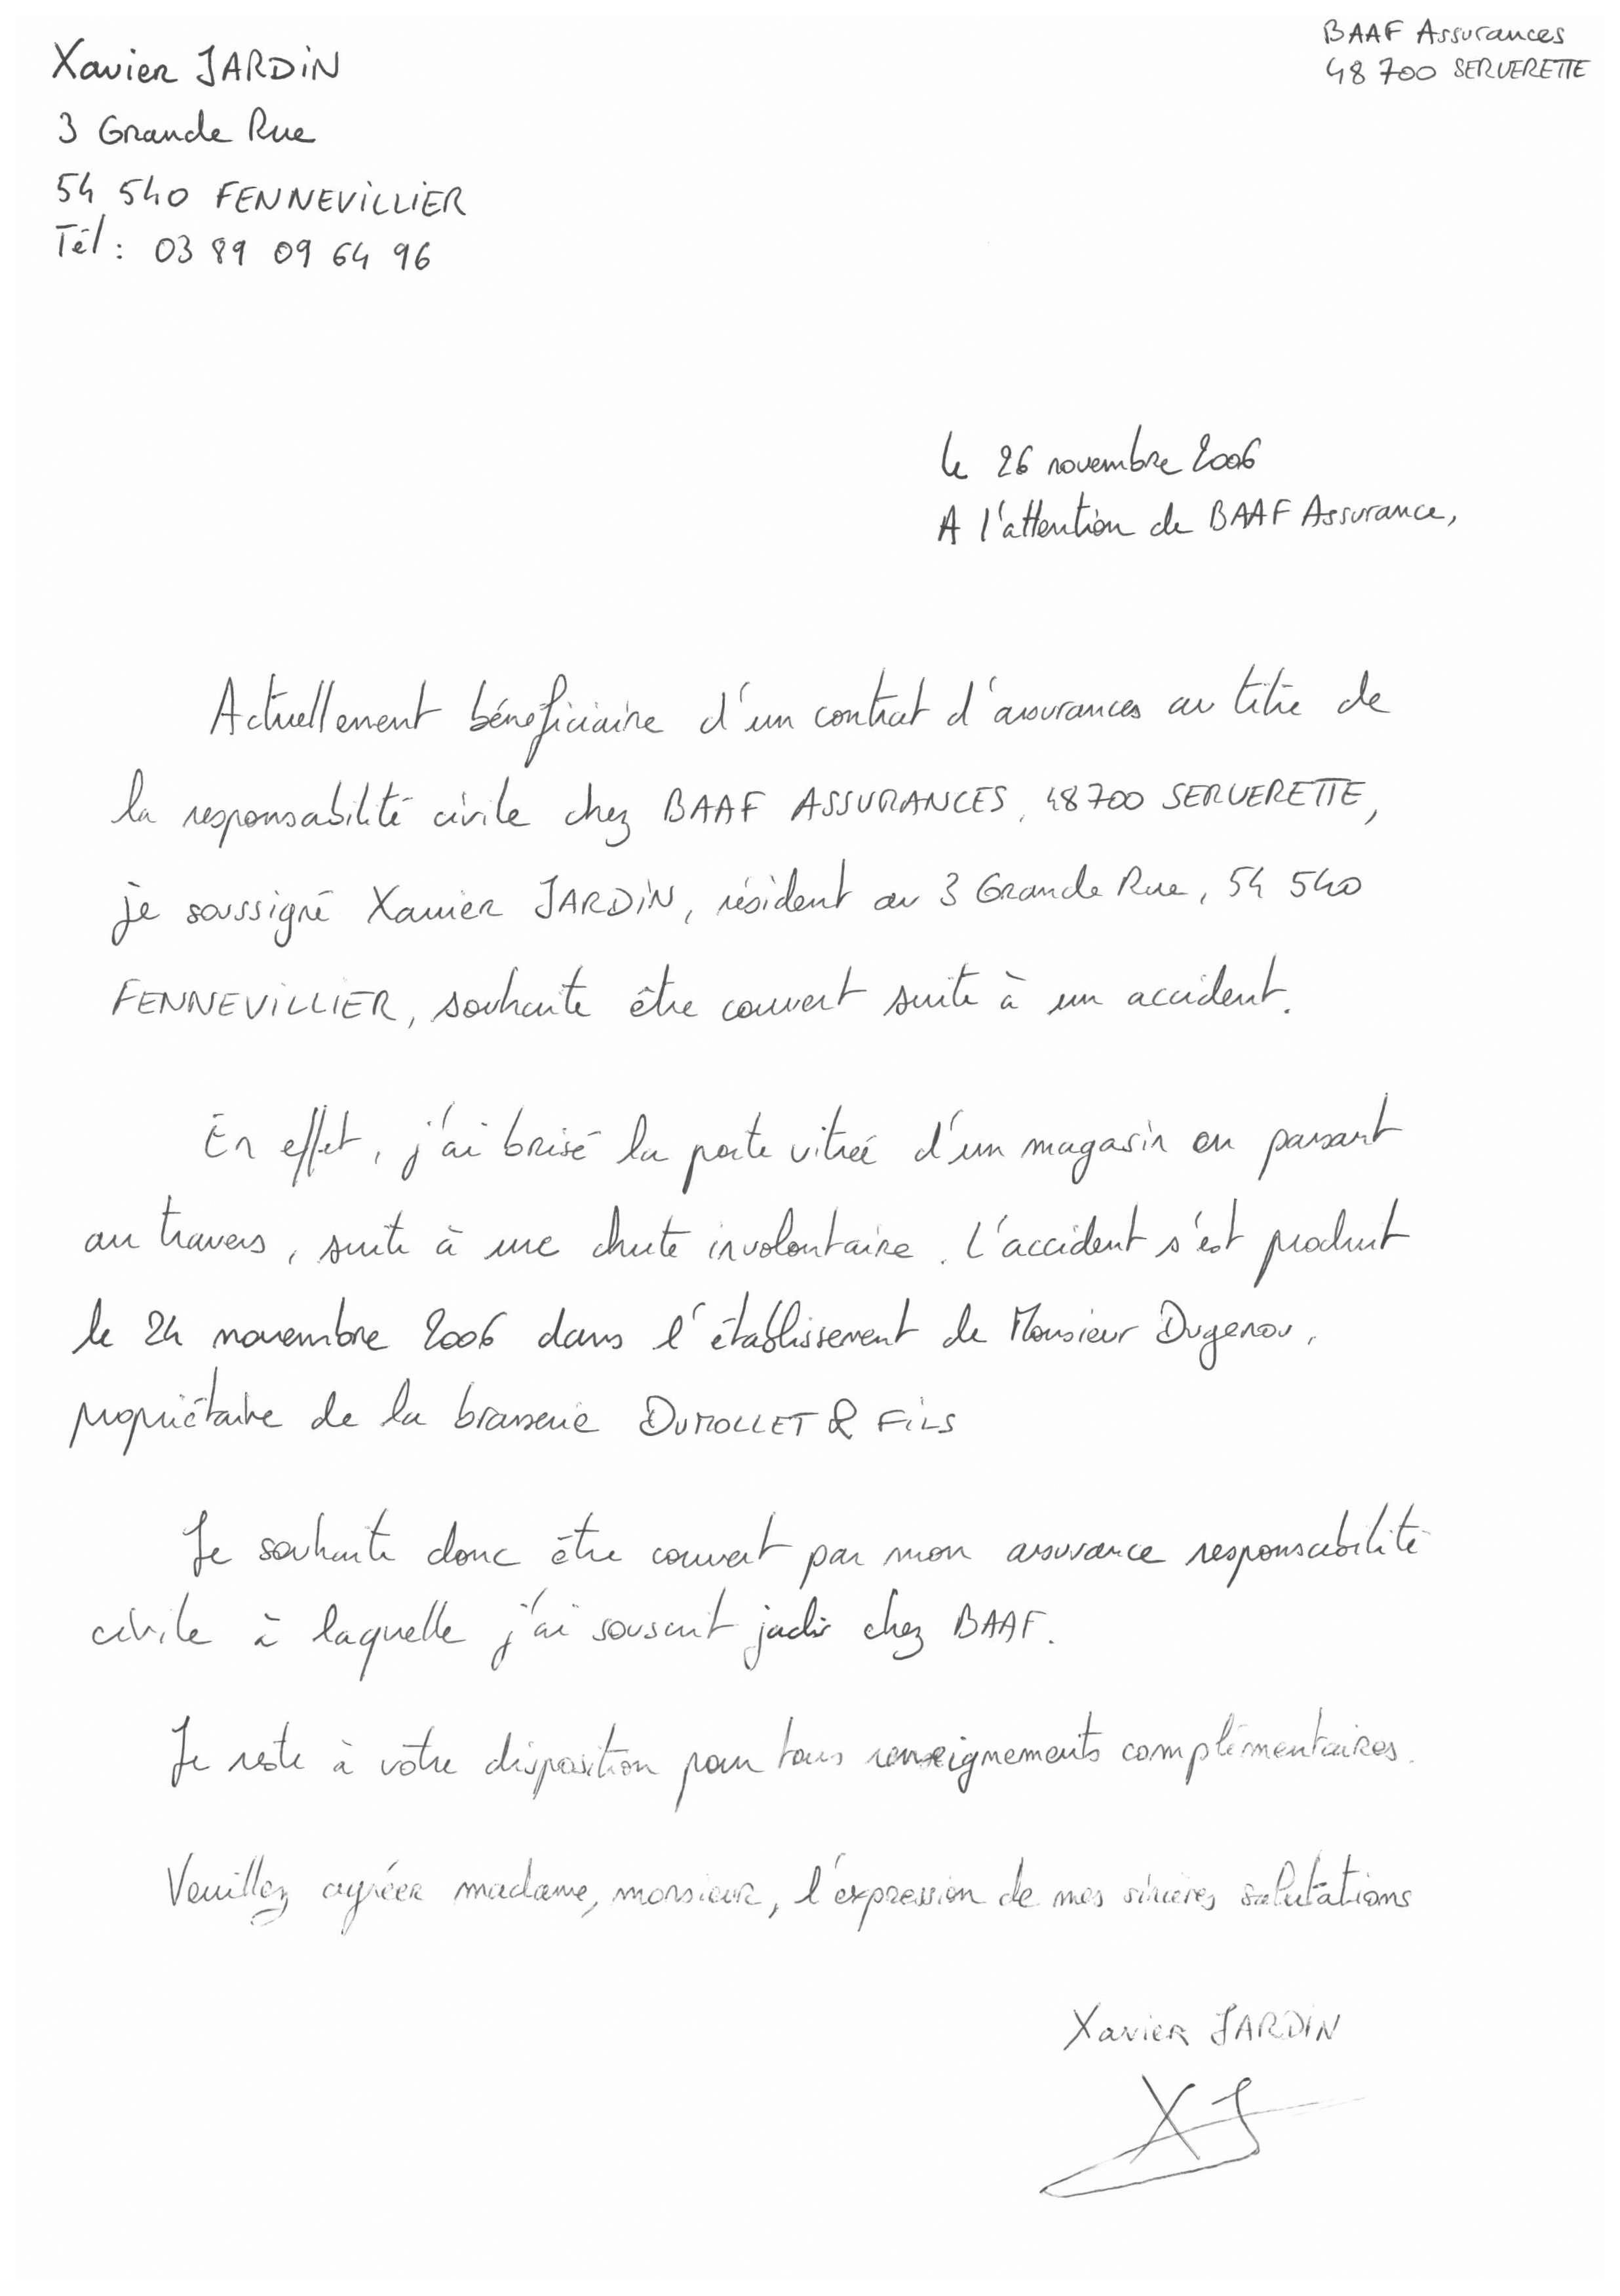 Xavier JARDIN
3 Grande Rue
54 540 FENNEVILLIER
Tél : 03 89 09 64 96
BAAF Assurances
48 700 SERVERETTE
le 26 novembre 2006
A l'attention de BAAF Assurance,
Actuellement bénéficiaire d'un contrat d'assurances au titre de
la responsabilité civile chez BAAF ASSURANCES, 48700 SERVERETTE,
je soussigné Xavier JARDIN, résident au 3 Grande Rue, 54 540
FENNEVILLIER, souhaite être couvert suite à un accident.
En effet, j'ai brisé la porte vitrée d'un magasin en passant
au travers, suite à une chute involontaire. L'accident s'est produit
le 24 novembre 2006 dans l'établissement de Monsieur Dugenou,
propriétaire de la brasserie DUMOLLET & FILS
Je souhaite donc être couvert par mon assurance responsabilité
civile à laquelle j'ai souscrit jadis chez BAAF.
Je reste à votre disposition pour tous renseignements complémentaires.
Veuillez agréer madame, monsieur, l'expression de mes sincères salutations
Xavier JARDIN
XJ